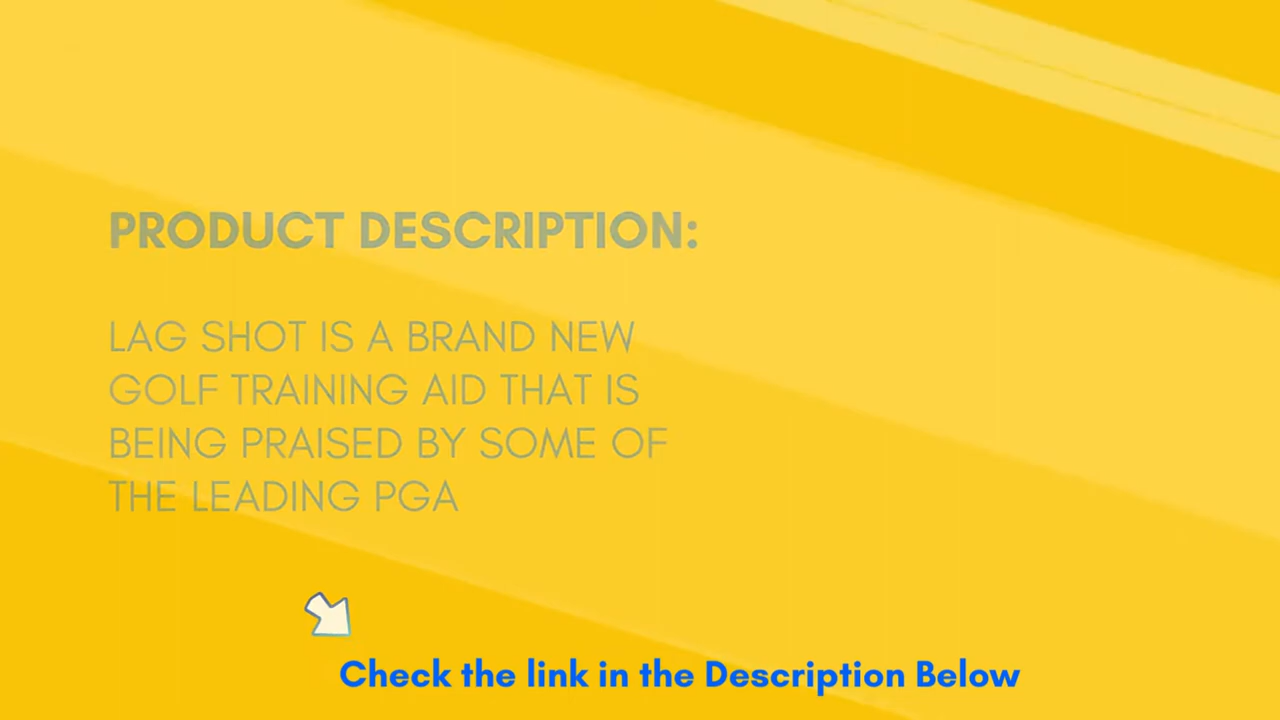 PRODUCT DESCRIPTION:
LAG SHOT IS A BRAND NEW
GOLF TRAINING AID THAT IS
BEING PRAISED BY SOME OF
THE LEADING PGA
Check the link in the Description Below